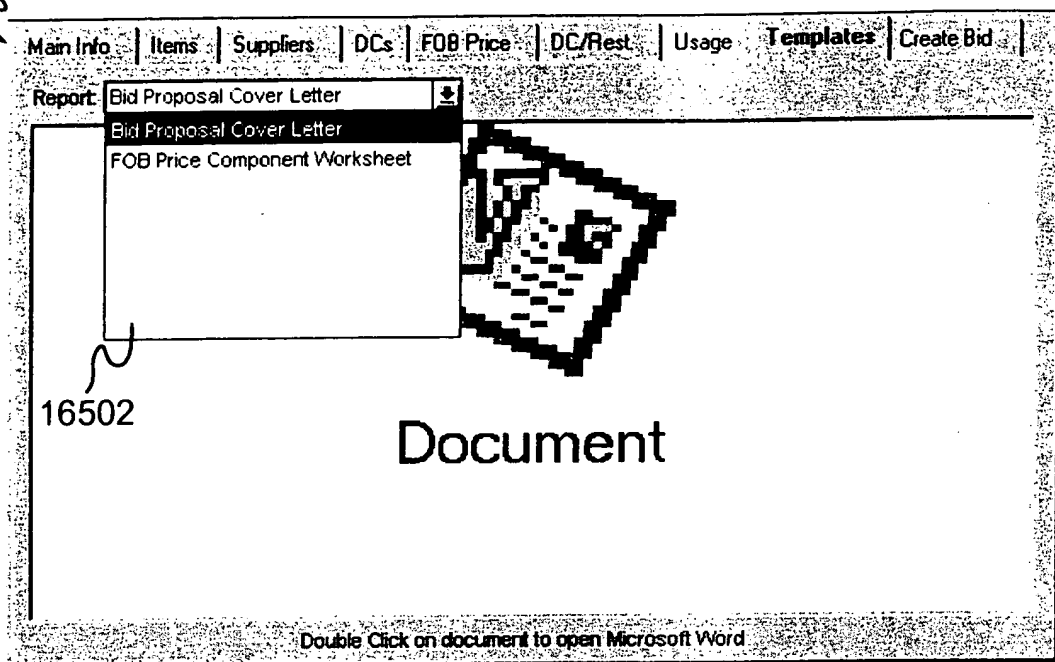 Main Info Items Suppliers DCs FOB Price DC/Rest. Usage Templates Create Bid
Report: Bid Proposal Cover Letter
Bid Proposal Cover Letter
FOB Price Component Worksheet
16502
Document
Double Click on document to open Microsoft Word